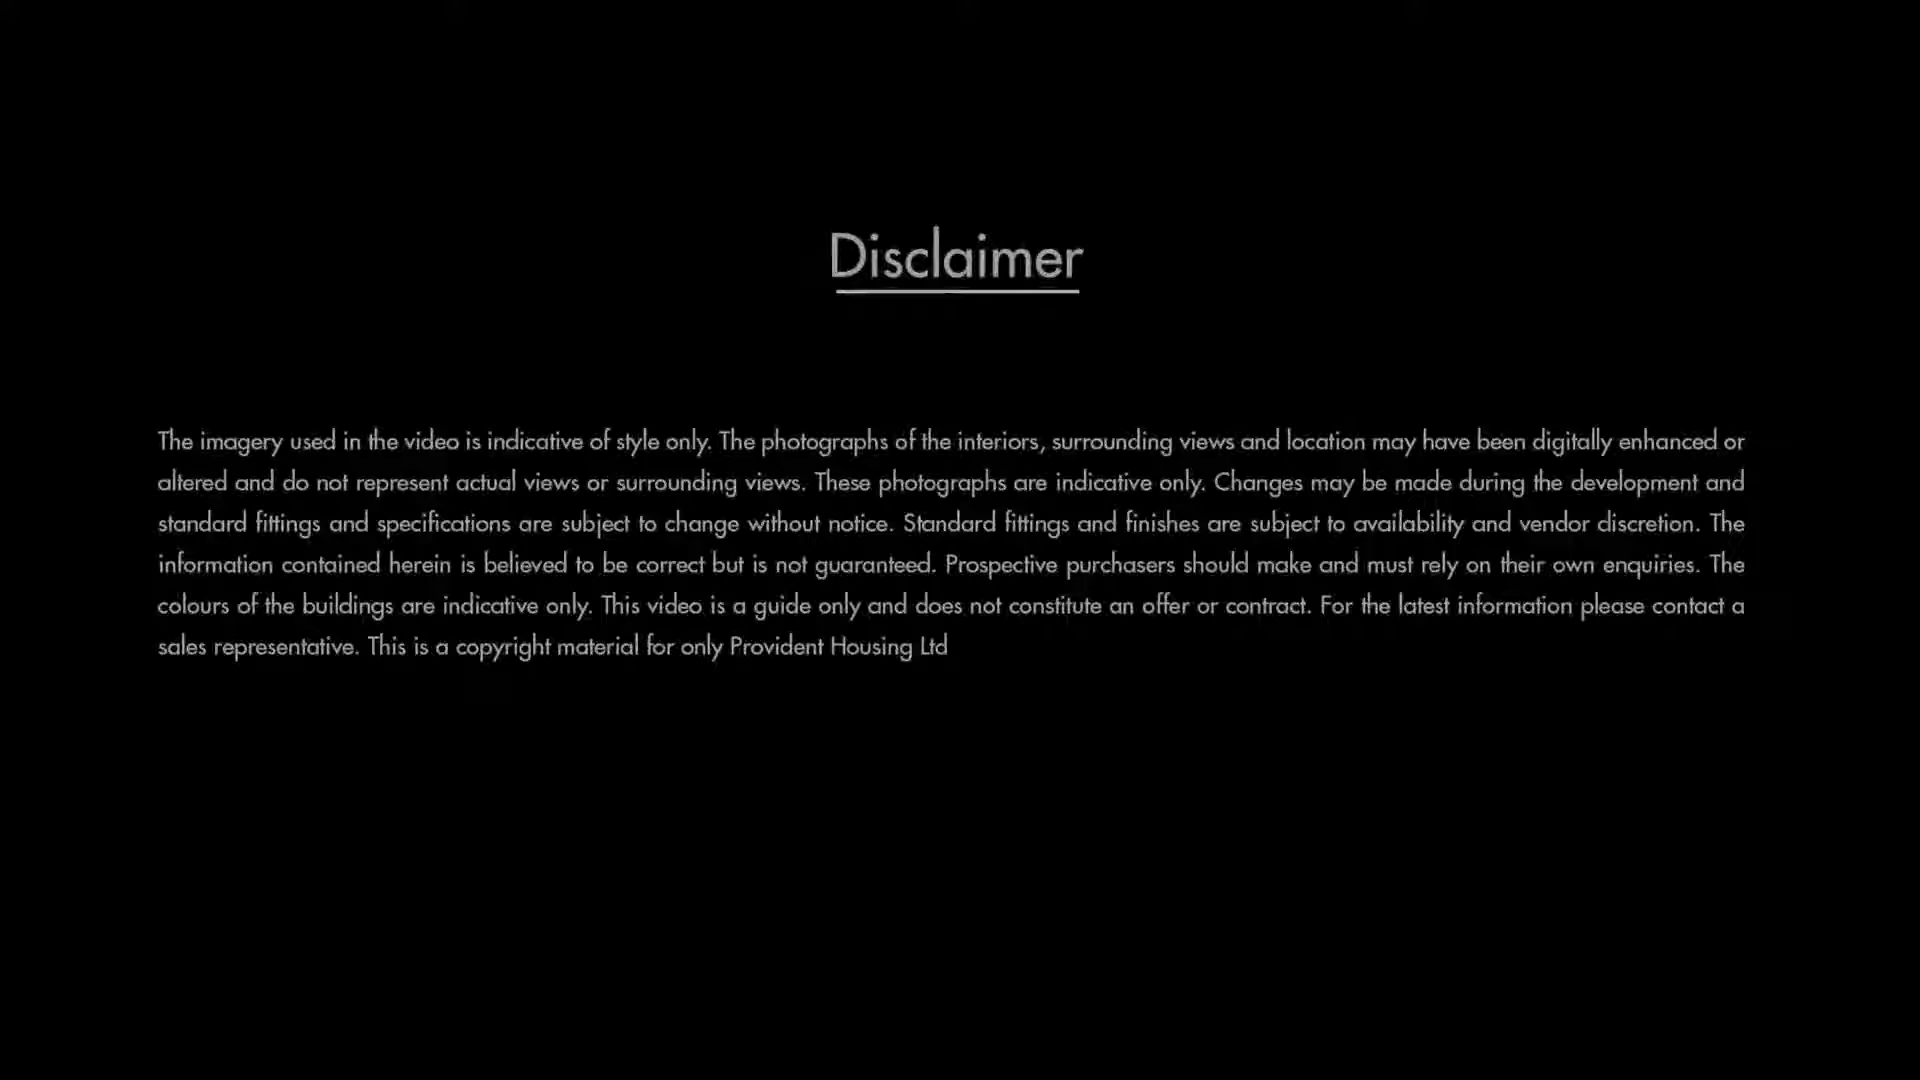 Disclaimer
The imagery used in the video is indicative of style only. The photographs of the interiors, surrounding views and location may have been digitally enhanced or
altered and do not represent actual views or surrounding views. These photographs are indicative only. Changes may be made during the development and
standard fittings and specifications are subject to change without notice. Standard fittings and finishes are subject to availability and vendor discretion. The
information contained herein is believed to be correct but is not guaranteed. Prospective purchasers should make and must rely on their own enquiries. The
colours of the buildings are indicative only. This video is a guide only and does not constitute an offer or contract. For the latest information please contact a
sales representative. This is a copyright material for only Provident Housing Ltd